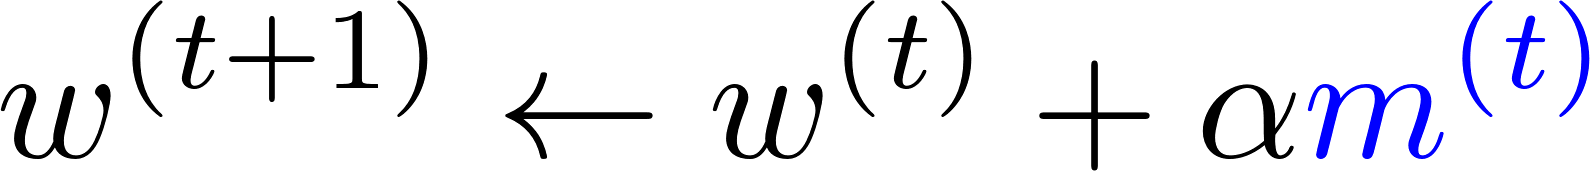 w^{(t+1)} ← w^{(t)} + αm^{(t)}